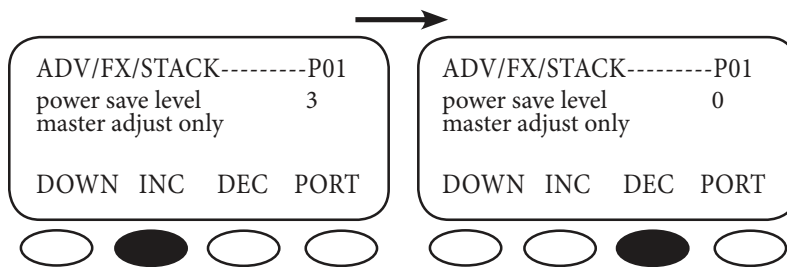 ADV/FX/STACK---------P01
power save level 3
master adjust only
DOWN INC DEC PORT
ADV/FX/STACK---------P01
power save level 0
master adjust only
DOWN INC DEC PORT